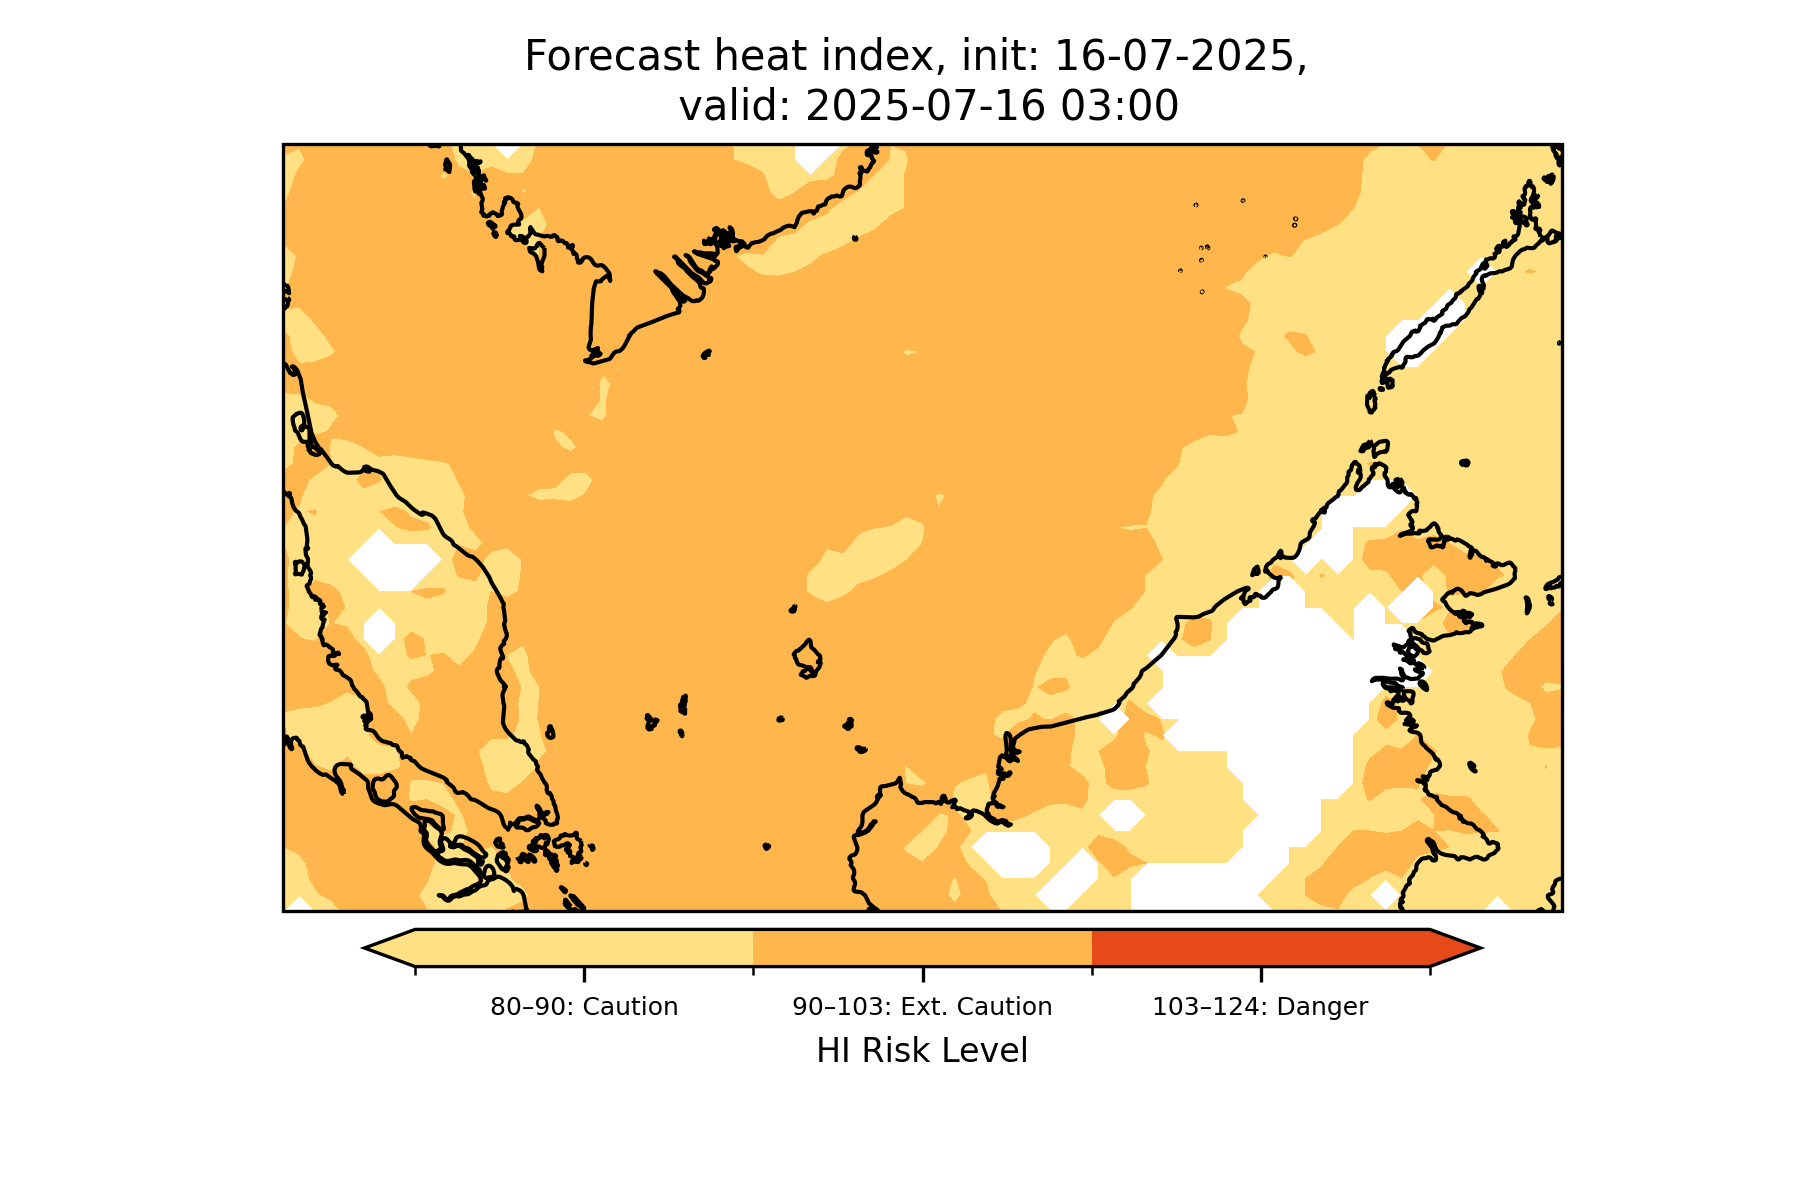 Forecast heat index, init: 16-07-2025,
valid: 2025-07-16 03:00
80–90: Caution
90–103: Ext. Caution
103–124: Danger
HI Risk Level